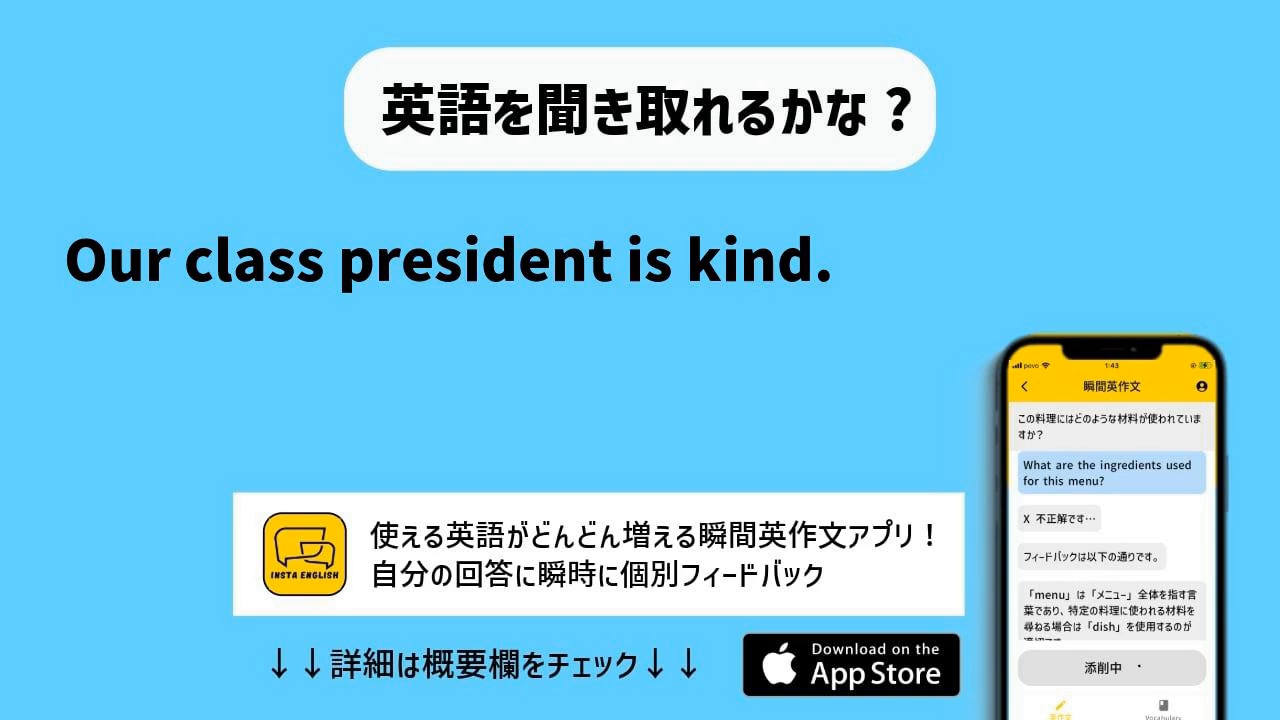 英語を聞き取れるかな？
Our class president is kind.
povo
1:43
瞬間英作文
この料理にはどのような材料が使われていま
すか？
What are the ingredients used
for this menu?
X 不正解です…
フィードバックは以下の通りです。
「menu」は「メニュー」全体を指す言
葉であり、特定の料理に使われる材料を
尋ねる場合は「dish」を使用するのが
添削中
英作文
Vocabulary
INSTA ENGLISH
使える英語がどんどん増える瞬間英作文アプリ！
自分の回答に瞬時に個別フィードバック
↓↓詳細は概要欄をチェック↓↓
Download on the
App Store